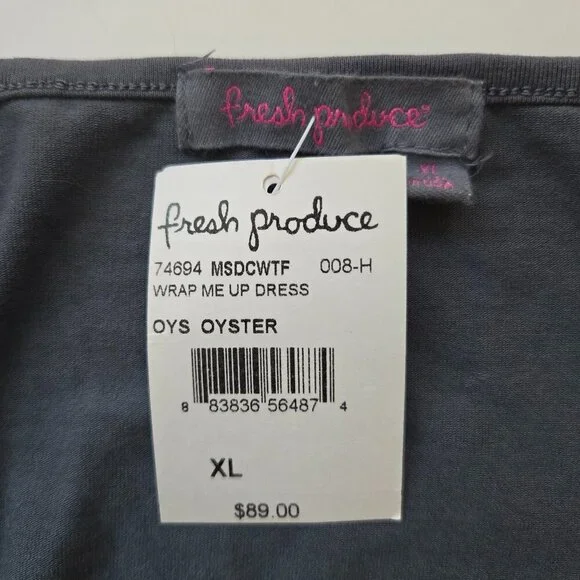 fresh produce
XL
fresh produce
74694 MSDCWTF 008-H
WRAP ME UP DRESS
OYS OYSTER
8 83836 56487 4
XL
$89.00